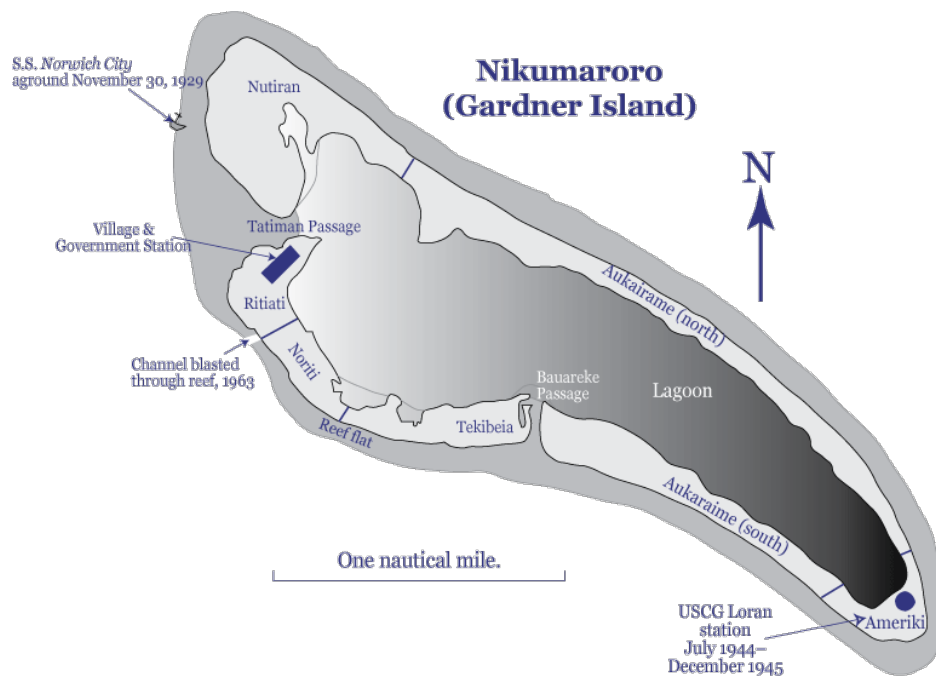 Nikumaroro
(Gardner Island)
S.S. Norwich City
aground November 30, 1929
Nutiran
N
Village &
Government Station
Tatiman Passage
Ritiati
Channel blasted
through reef, 1963
Noriti
Reef flat
Tekibeia
Bauareke
Passage
Lagoon
Aukairame (north)
Aukaraime (south)
One nautical mile.
USCG Loran
station
July 1944–
December 1945
Ameriki